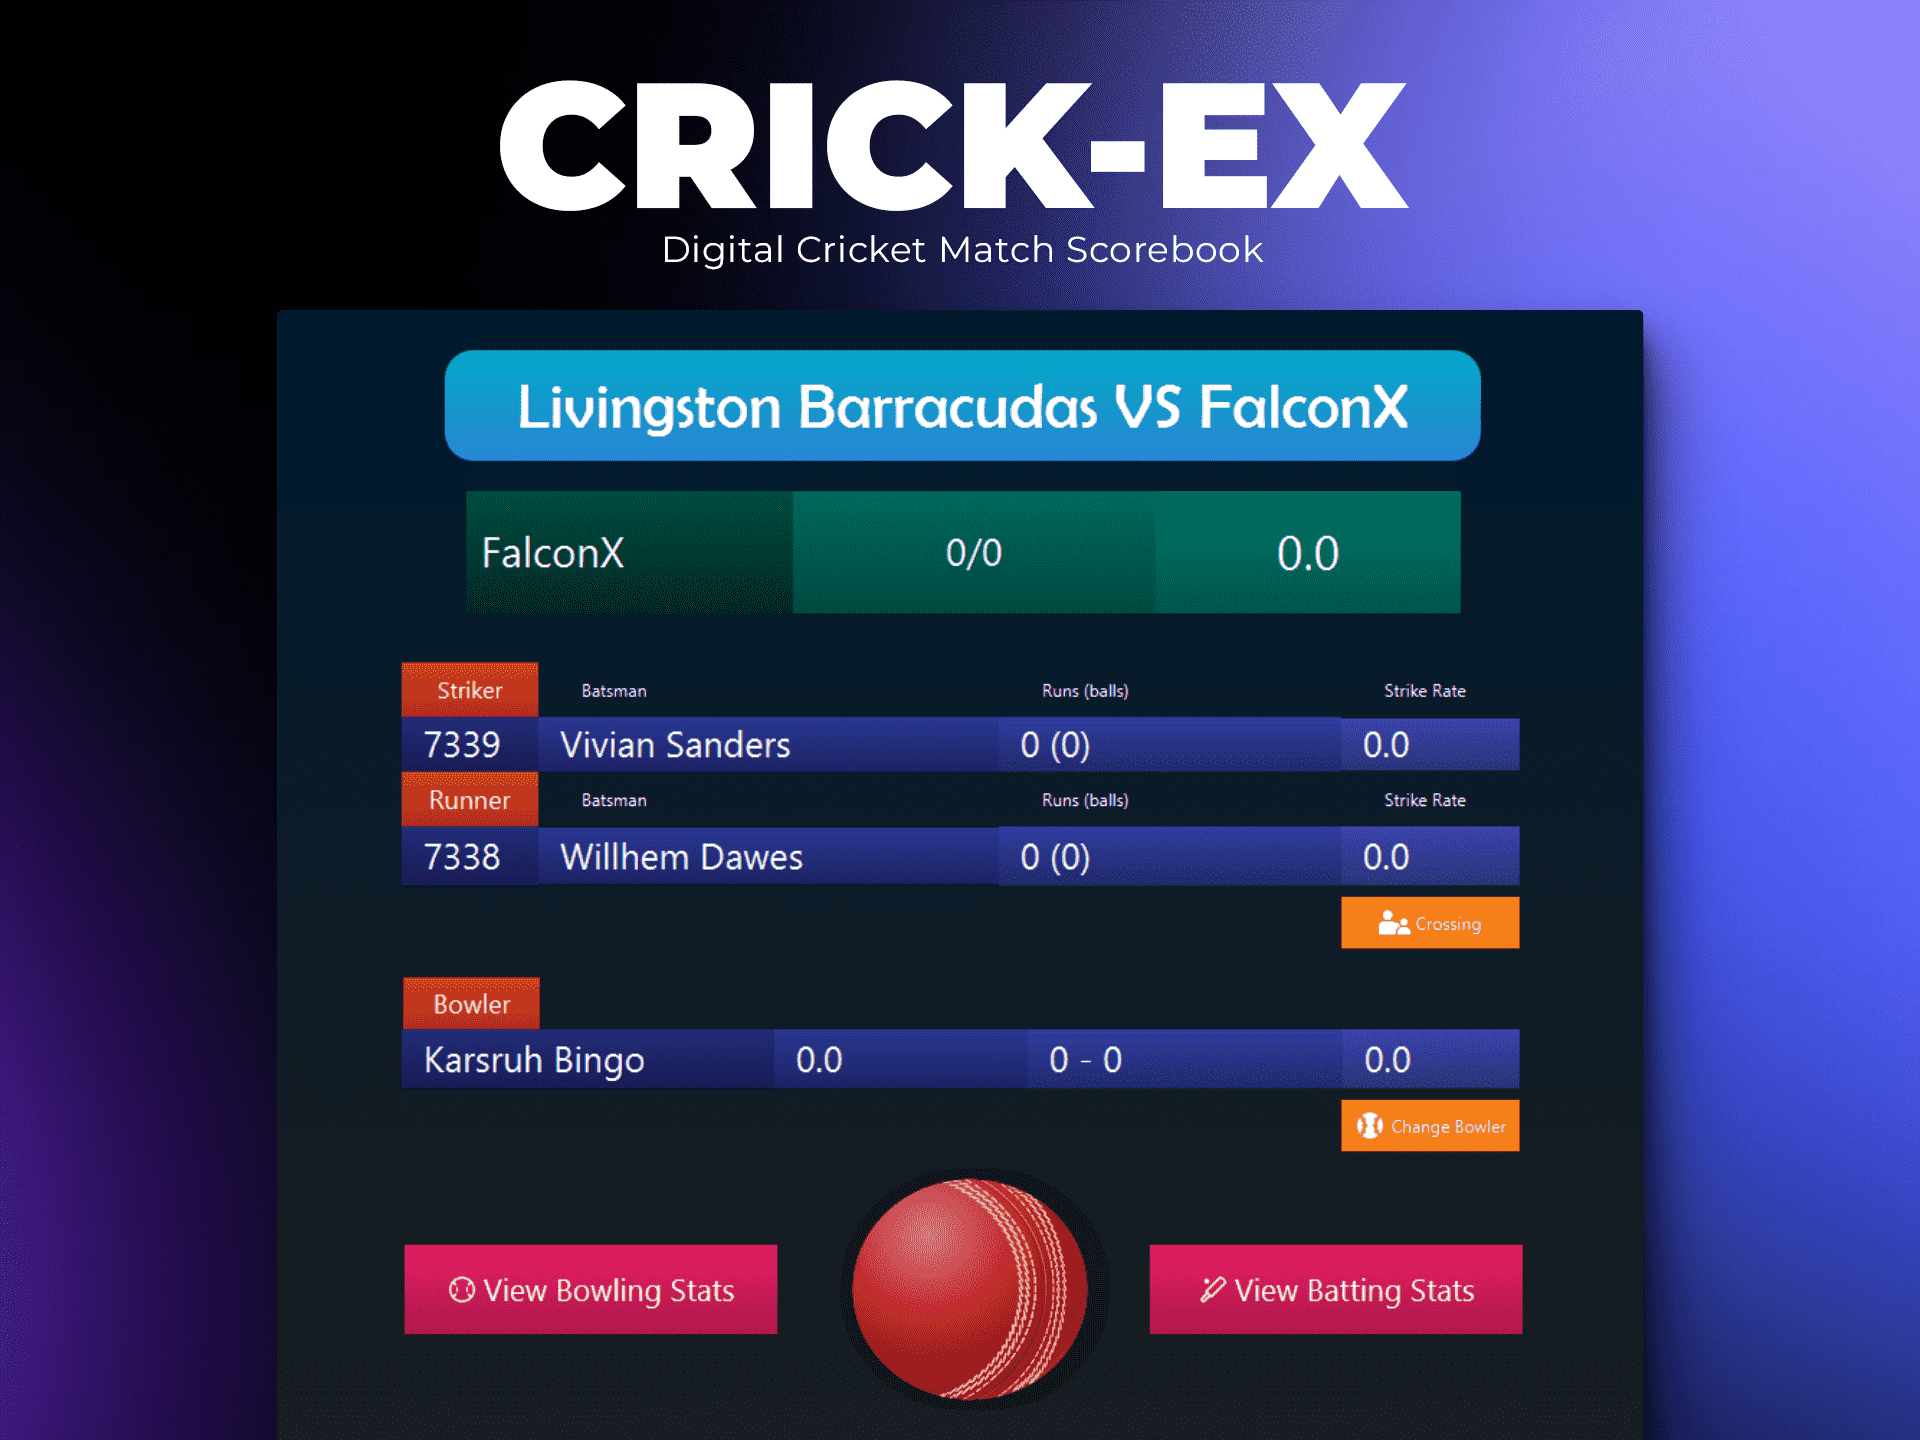 CRICK-EX
Digital Cricket Match Scorebook
Livingston Barracudas VS FalconX
FalconX 0/0 0.0
Striker Batsman Runs (balls) Strike Rate
7339 Vivian Sanders 0 (0) 0.0
Runner Batsman Runs (balls) Strike Rate
7338 Willhem Dawes 0 (0) 0.0
Crossing
Bowler
Karsruh Bingo 0.0 0 - 0 0.0
Change Bowler
View Bowling Stats View Batting Stats